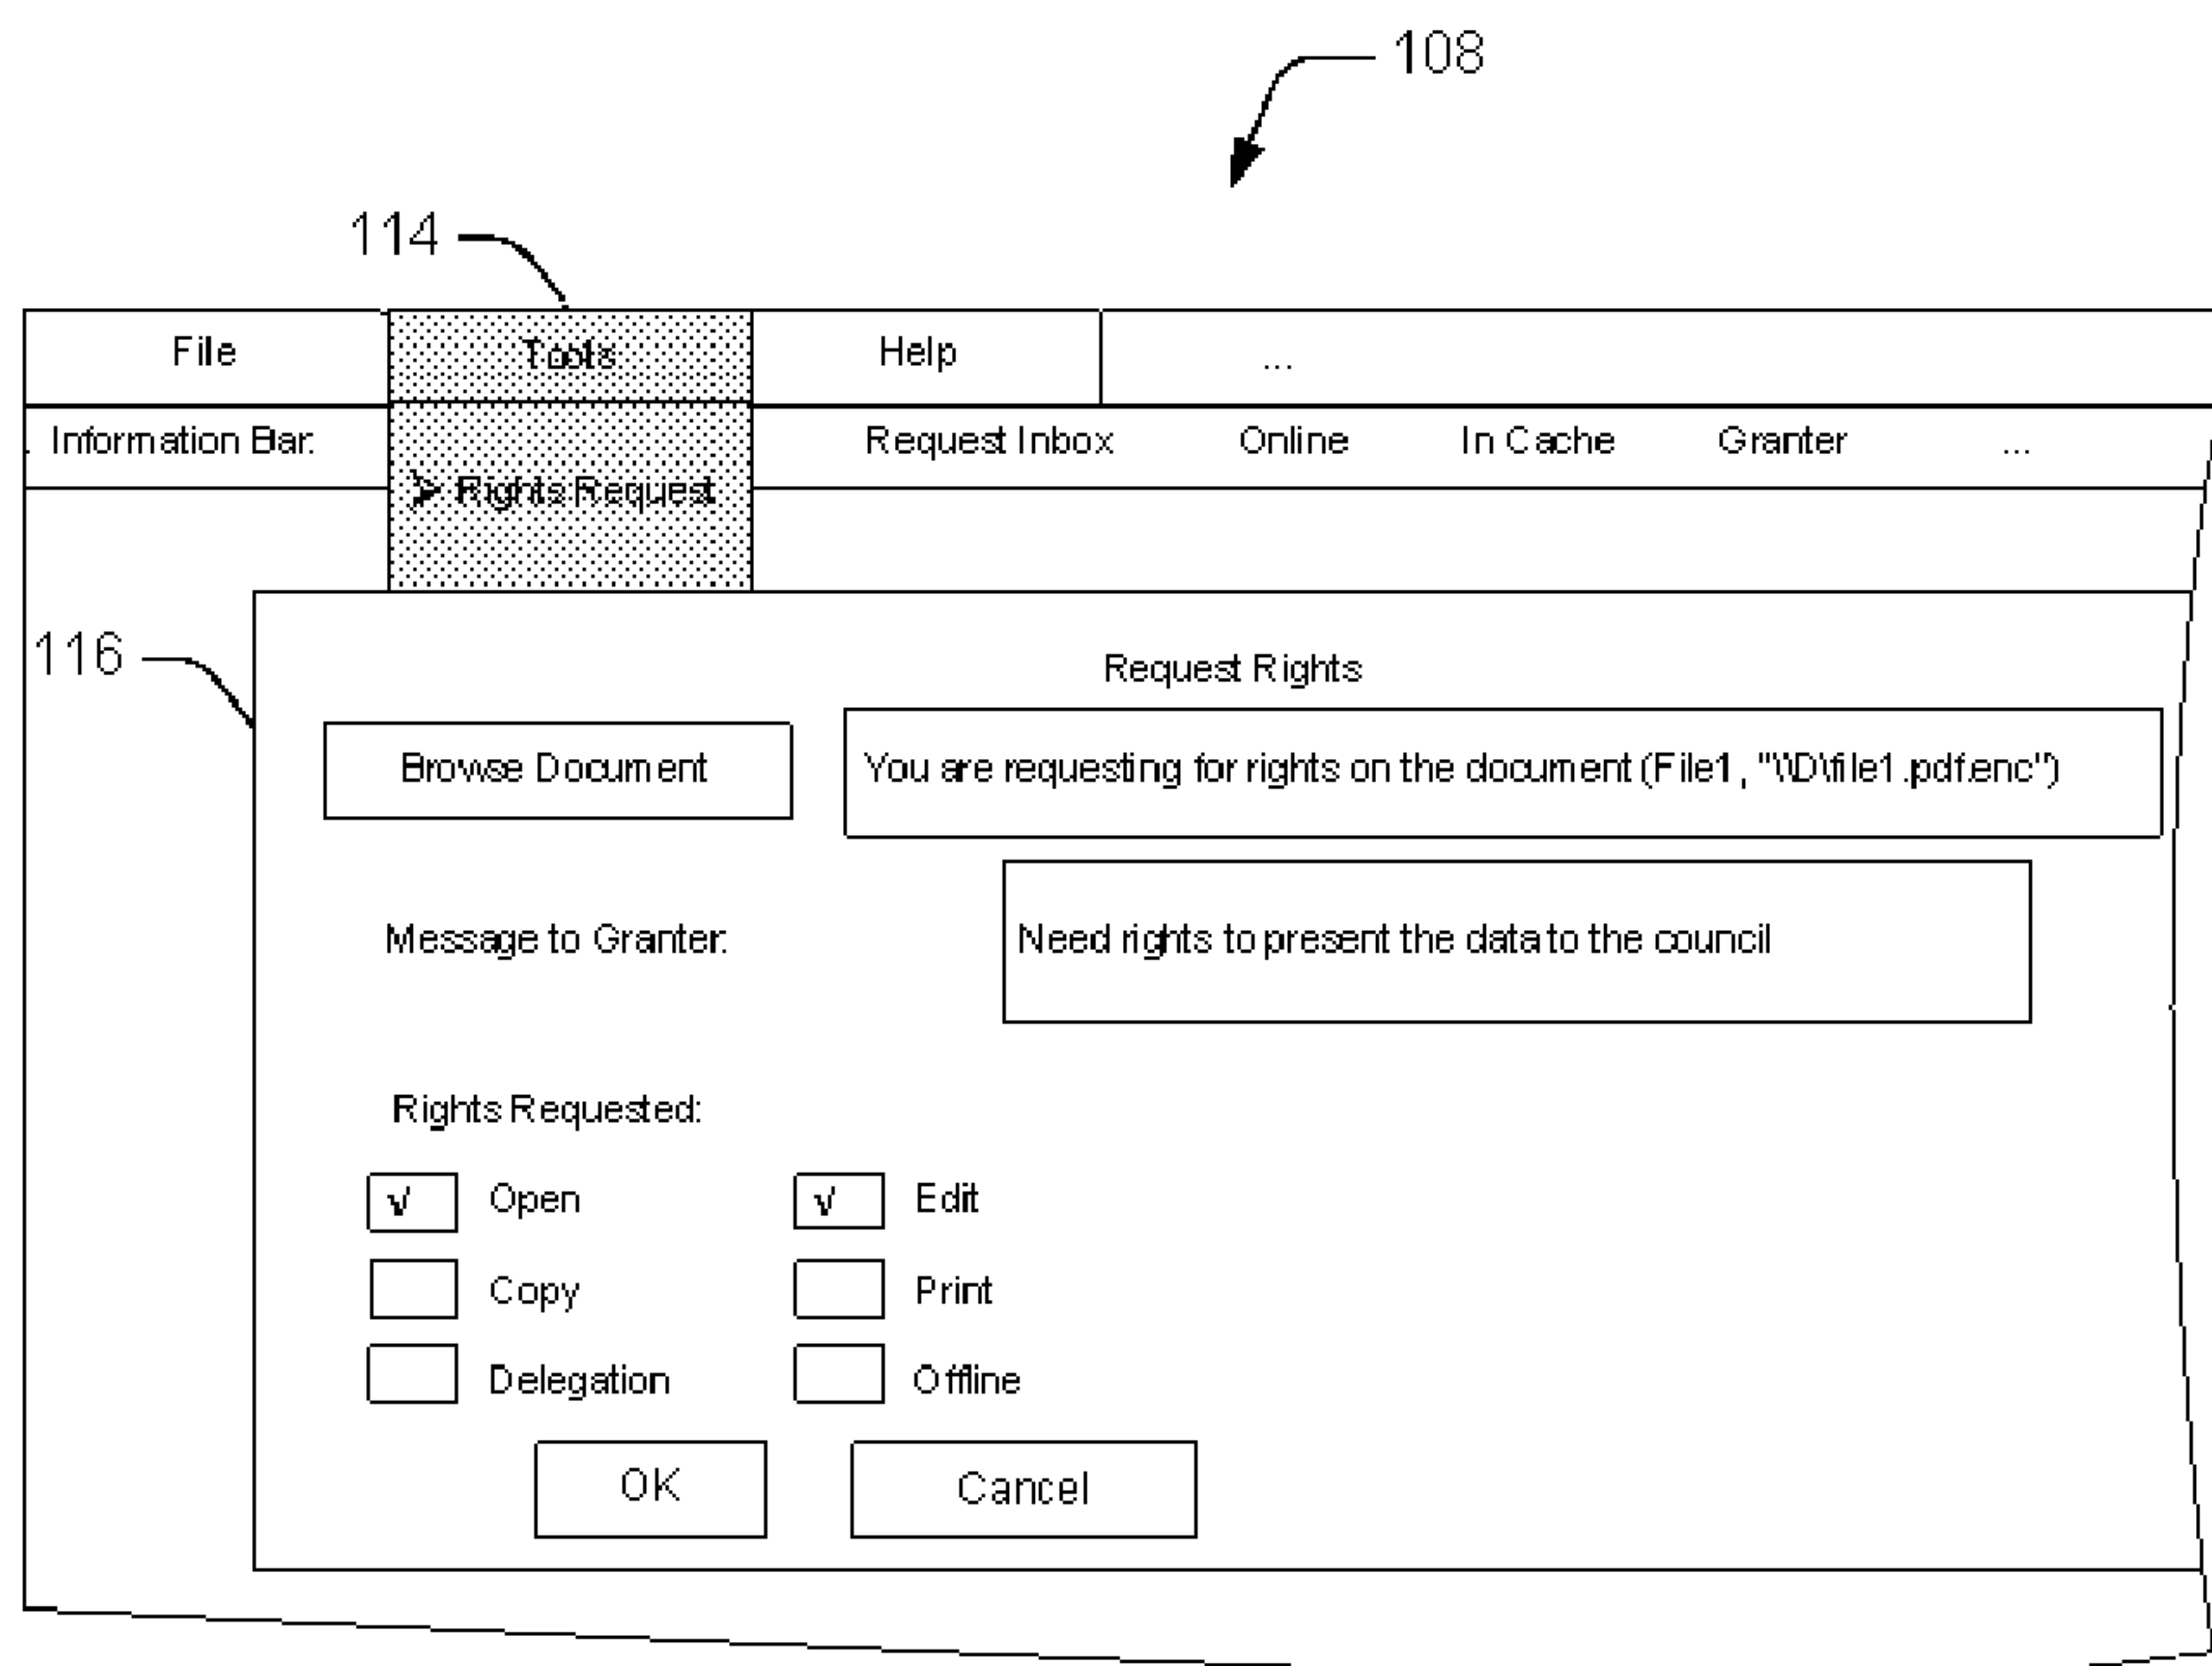 108
114
File Tools Help ...
Information Bar: Request Inbox Online In Cache Granter ...
➢ Rights Request
116
Request Rights
Browse Document You are requesting for rights on the document (File1, "\\D\file1.pdf.enc")
Message to Granter: Need rights to present the data to the council
Rights Requested:
√ Open √ Edit
Copy Print
Delegation Offline
OK Cancel